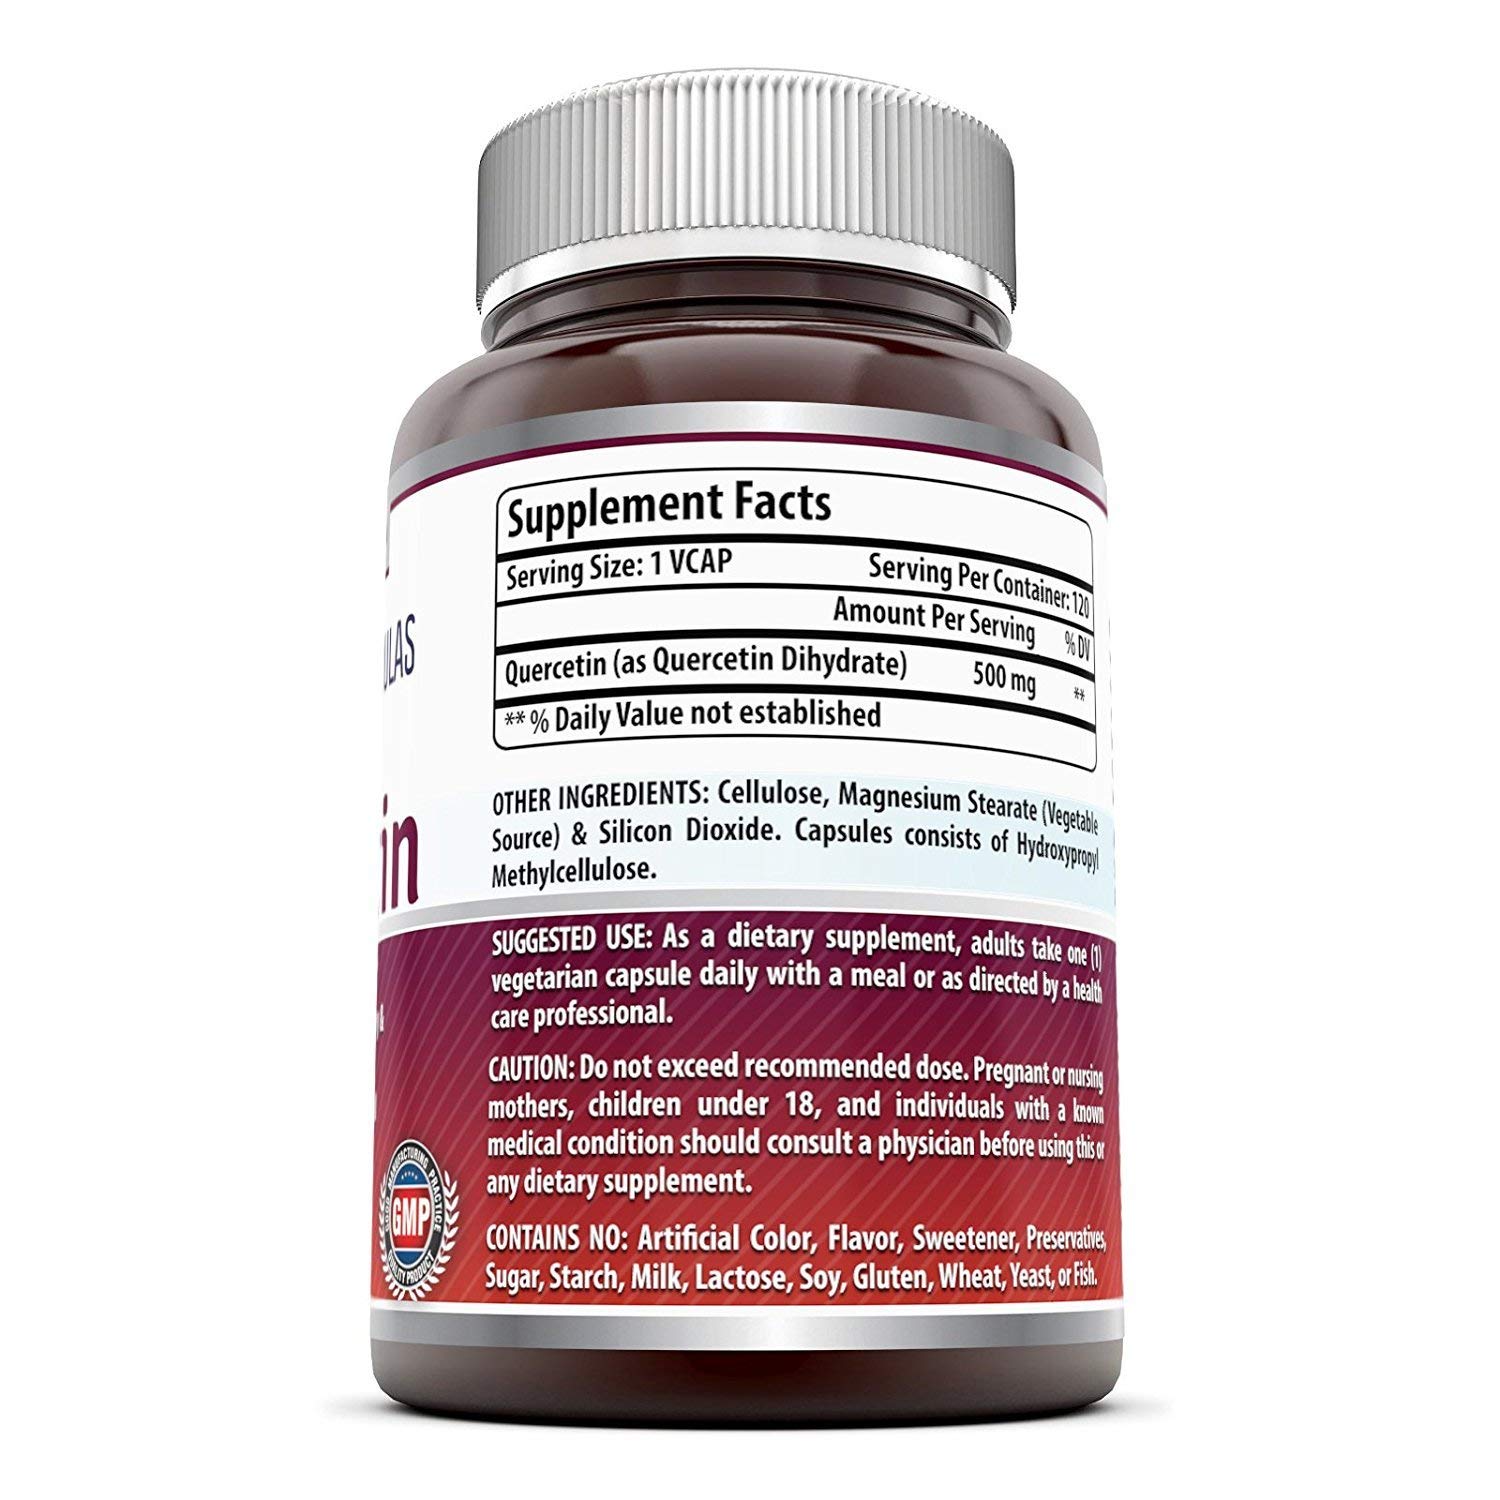 Supplement Facts
Serving Size: 1 VCAP Serving Per Container: 120
Amount Per Serving % DV
Quercetin (as Quercetin Dihydrate) 500 mg **
** % Daily Value not established
OTHER INGREDIENTS: Cellulose, Magnesium Stearate (Vegetable
Source) & Silicon Dioxide. Capsules consists of Hydroxypropyl
Methylcellulose.
SUGGESTED USE: As a dietary supplement, adults take one (1)
vegetarian capsule daily with a meal or as directed by a health
care professional.
CAUTION: Do not exceed recommended dose. Pregnant or nursing
mothers, children under 18, and individuals with a known
medical condition should consult a physician before using this or
any dietary supplement.
CONTAINS NO: Artificial Color, Flavor, Sweetener, Preservatives,
Sugar, Starch, Milk, Lactose, Soy, Gluten, Wheat, Yeast, or Fish.
ULAS
in
&
GOOD MANUFACTURING PRACTICE
GMP
QUALITY PRODUCT